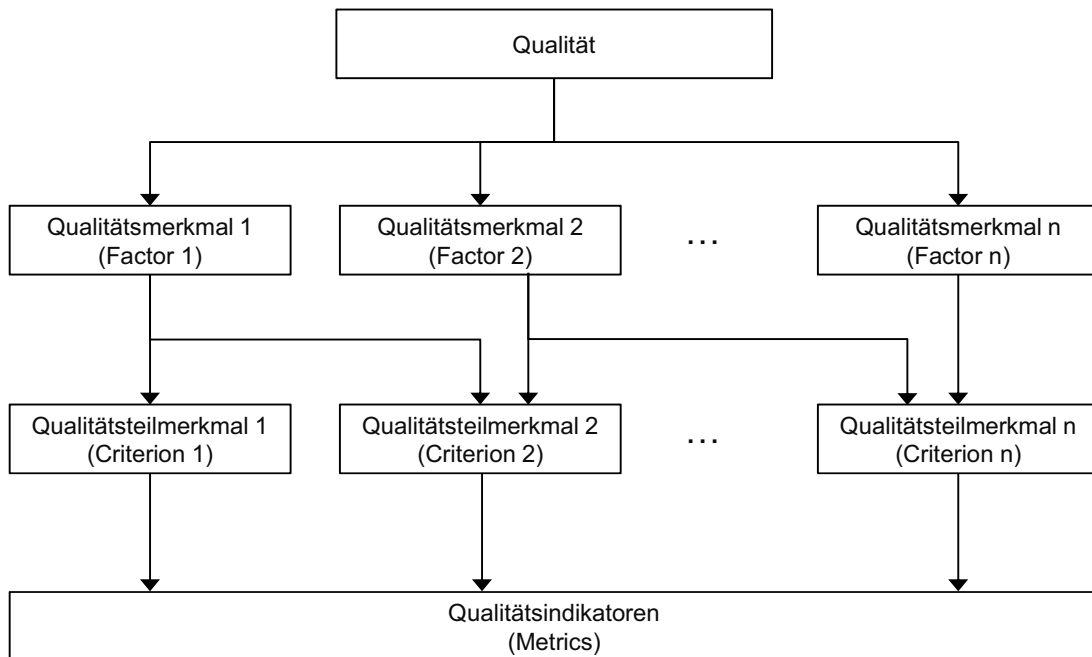 Qualität
Qualitätsmerkmal 1
(Factor 1)
Qualitätsmerkmal 2
(Factor 2)
...
Qualitätsmerkmal n
(Factor n)
Qualitätsteilmerkmal 1
(Criterion 1)
Qualitätsteilmerkmal 2
(Criterion 2)
...
Qualitätsteilmerkmal n
(Criterion n)
Qualitätsindikatoren
(Metrics)